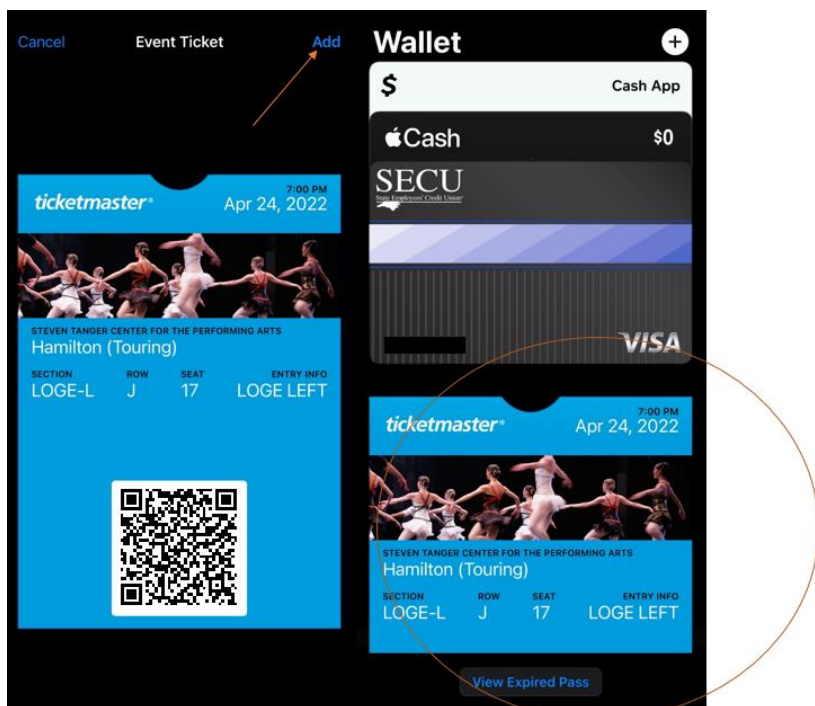 Cancel
Event Ticket
Add
ticketmaster®
7:00 PM
Apr 24, 2022
STEVEN TANGER CENTER FOR THE PERFORMING ARTS
Hamilton (Touring)
SECTION ROW SEAT ENTRY INFO
LOGE-L J 17 LOGE LEFT
Wallet
$ Cash App
Cash $0
SECU
State Employees' Credit Union®
VISA
ticketmaster®
7:00 PM
Apr 24, 2022
STEVEN TANGER CENTER FOR THE PERFORMING ARTS
Hamilton (Touring)
SECTION ROW SEAT ENTRY INFO
LOGE-L J 17 LOGE LEFT
View Expired Pass